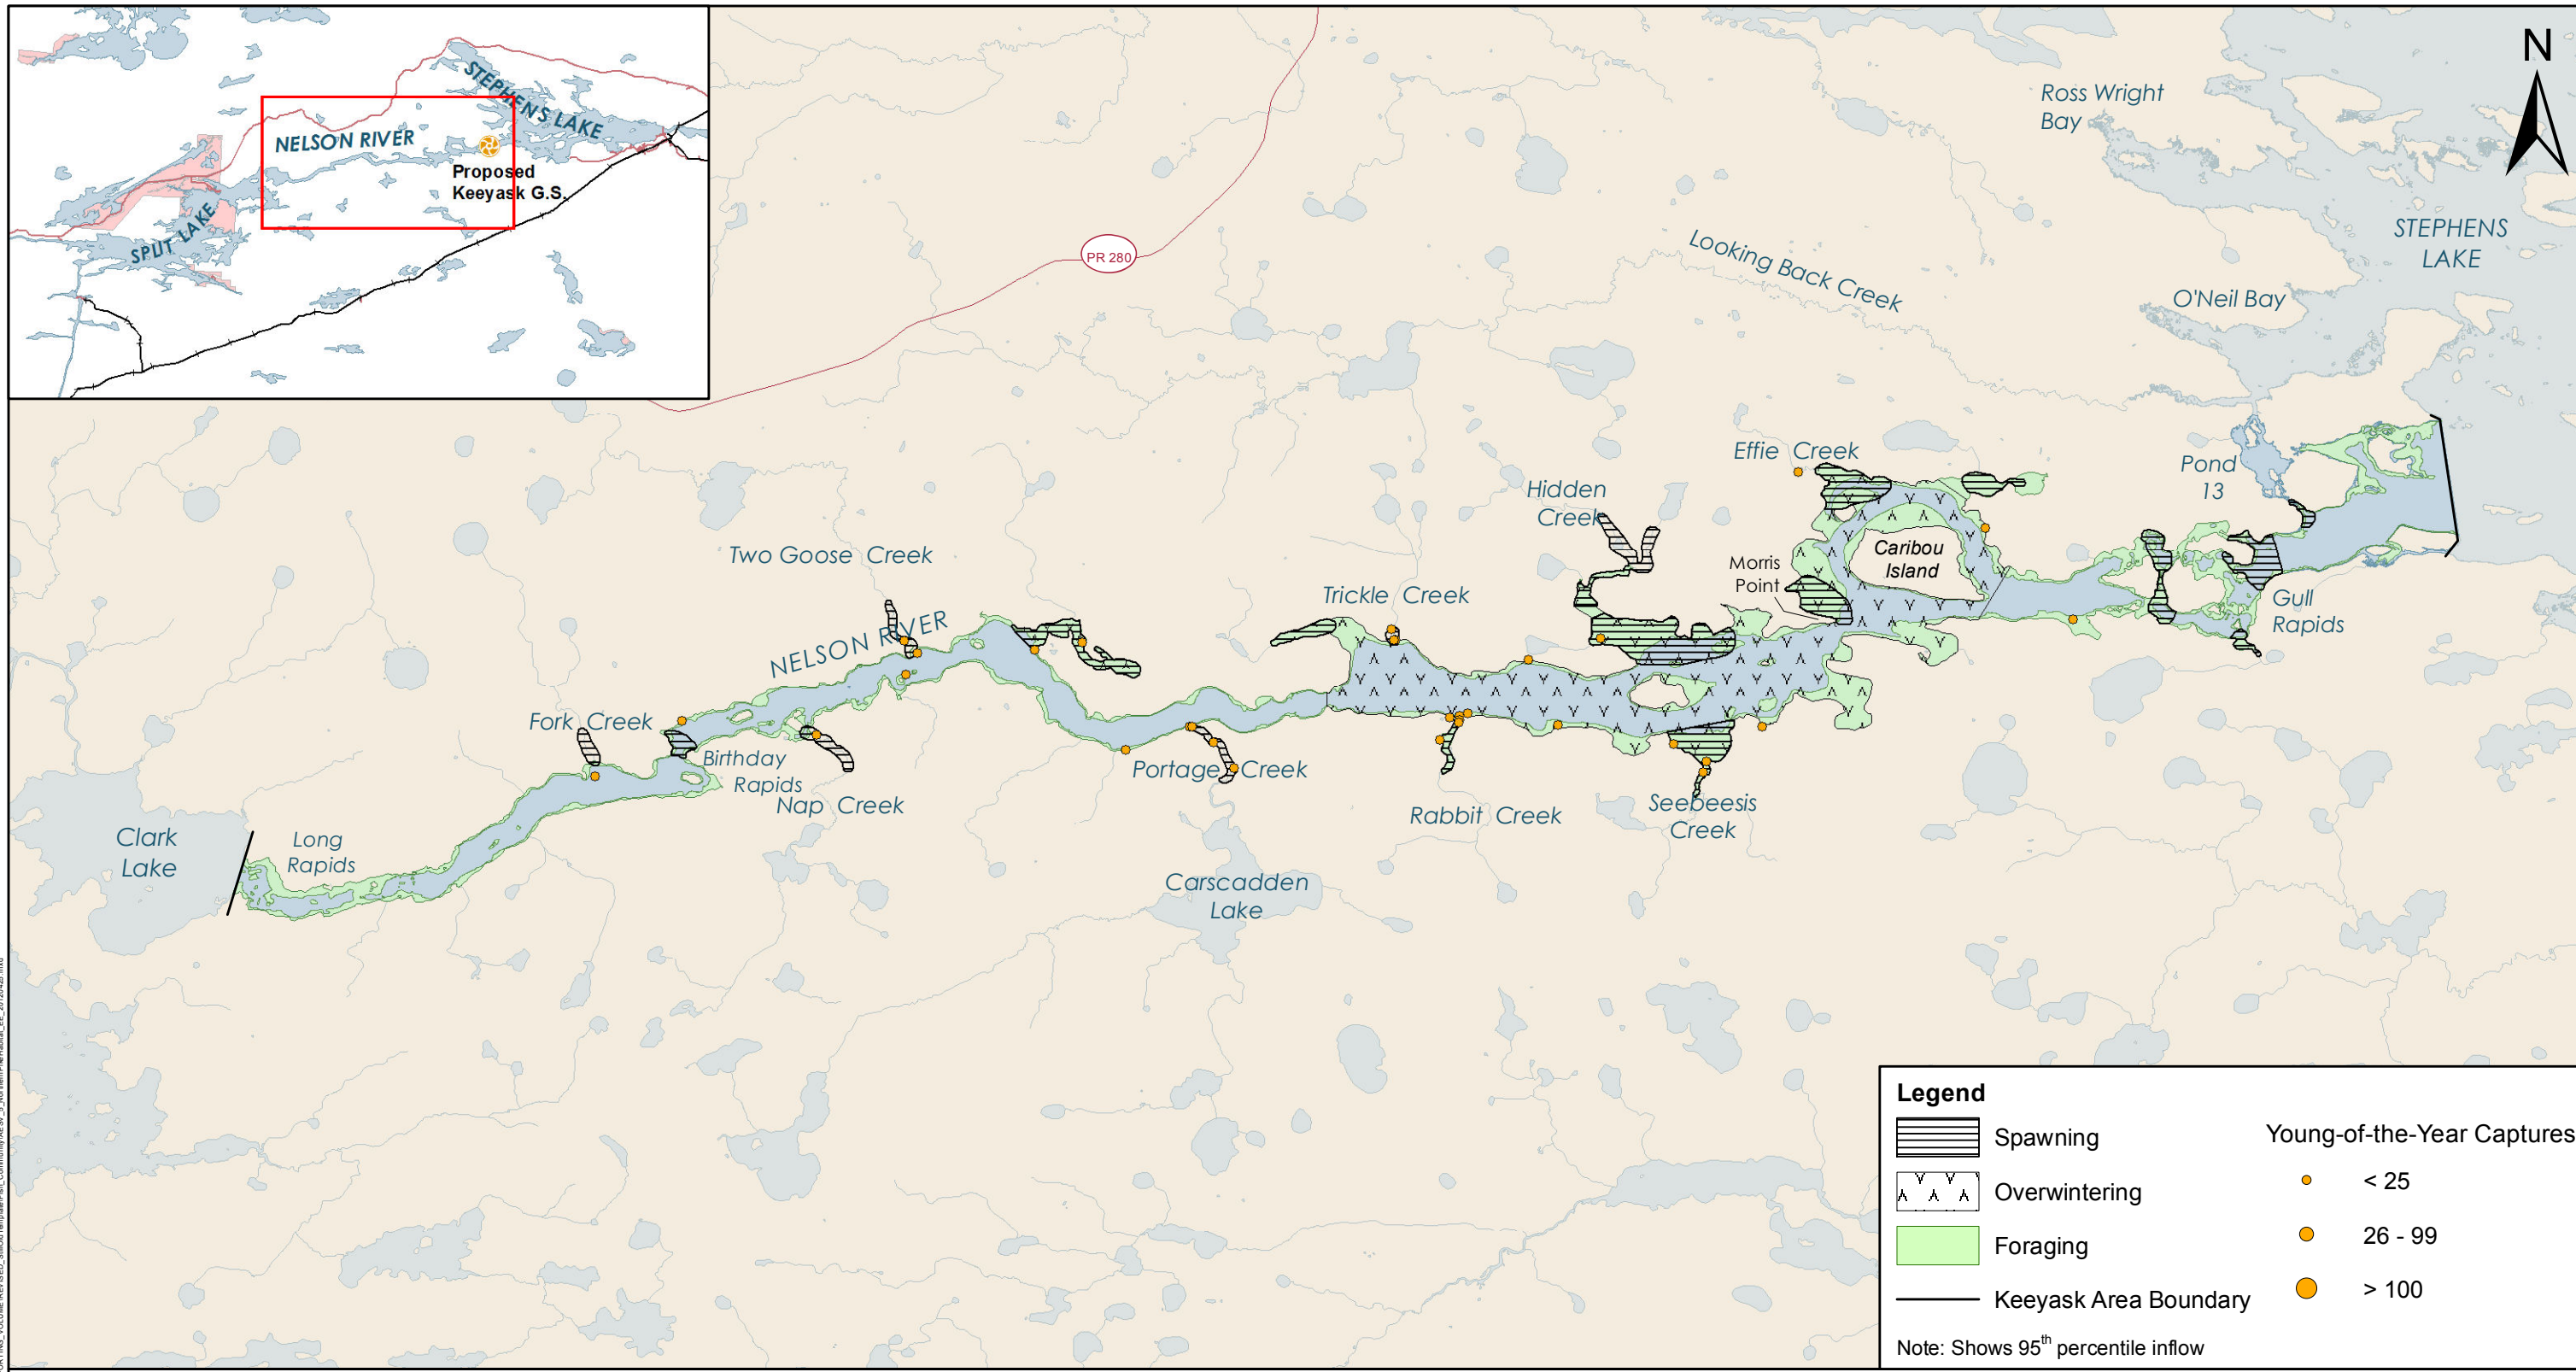 STEPHENS LAKE
NELSON RIVER
Proposed
Keeyask G.S.
SPLIT LAKE
N
Ross Wright
Bay
STEPHENS
LAKE
PR 280
Looking Back Creek
O'Neil Bay
Effie Creek
Pond
13
Hidden
Creek
Caribou
Island
Morris
Point
Two Goose Creek
Trickle Creek
Gull
Rapids
NELSON RIVER
Fork Creek
Birthday
Rapids
Nap Creek
Portage Creek
Rabbit Creek
Seebeesis
Creek
Clark
Lake
Long
Rapids
Carscadden
Lake
Legend
Spawning
Overwintering
Foraging
Keeyask Area Boundary
Young-of-the-Year Captures
< 25
26 - 99
> 100
Note: Shows 95th percentile inflow